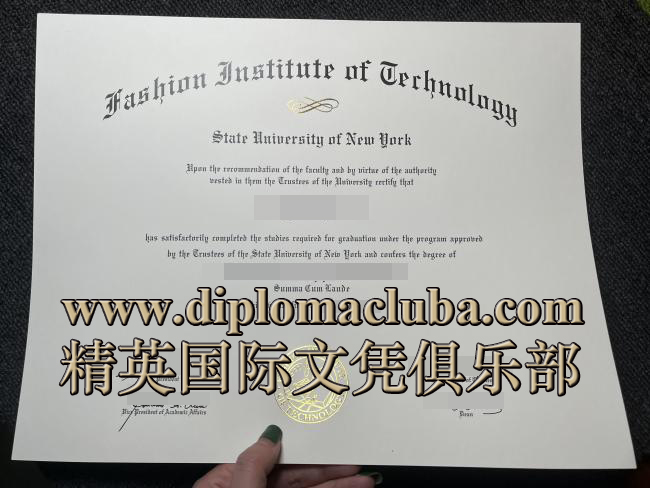 Fashion Institute of Technology
State University of New York
Upon the recommendation of the faculty and by virtue of the authority
vested in them the Trustees of the University certify that
has satisfactorily completed the studies required for graduation under the program approved
by the Trustees of the State University of New York and confers the degree of
Summa Cum Laude
www.diplomacluba.com
精英国际文凭俱乐部
Vice President of Academic Affairs
Dean
TECHNOLOGY